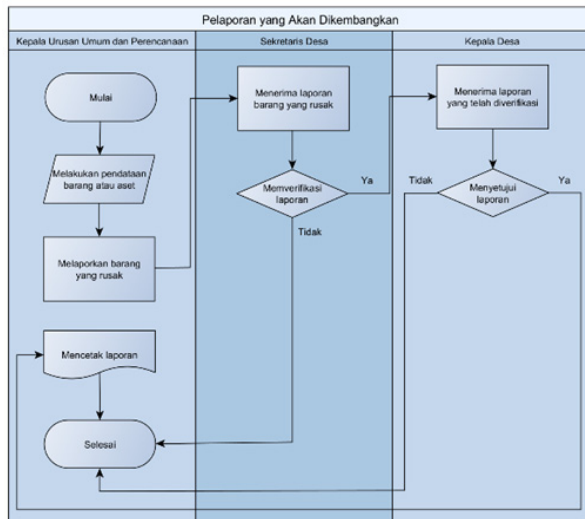 Pelaporan yang Akan Dikembangkan
Kepala Urusan Umum dan Perencanaan
Sekretaris Desa
Kepala Desa
Mulai
Melakukan pendataan
barang atau aset
Melaporkan barang
yang rusak
Mencetak laporan
Selesai
Menerima laporan
barang yang rusak
Memverifikasi
laporan
Ya
Tidak
Menerima laporan
yang telah diverifikasi
Tidak
Menyetujui
laporan
Ya